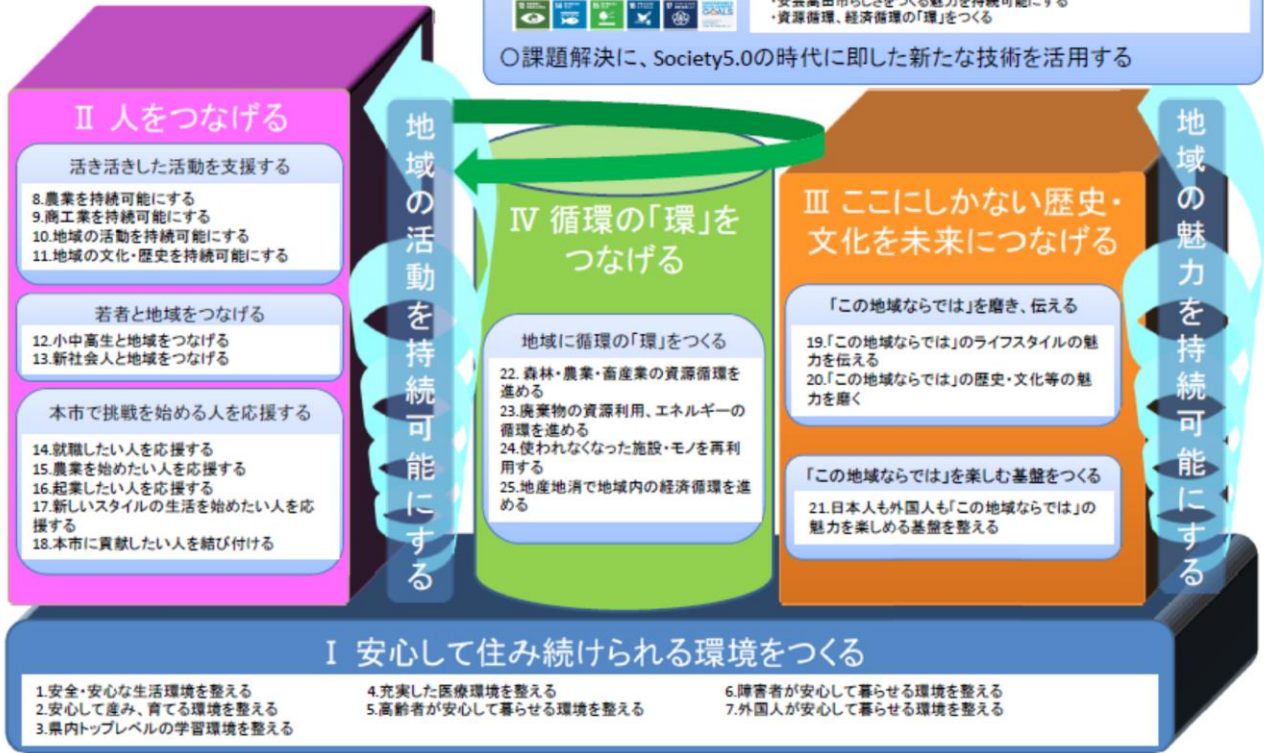 ・安芸高田市らしさをつくる魅力を持続可能にする
・資源循環、経済循環の「環」をつくる
○課題解決に、Society5.0の時代に即した新たな技術を活用する
Ⅱ 人をつなげる
活き活きした活動を支援する
8.農業を持続可能にする
9.商工業を持続可能にする
10.地域の活動を持続可能にする
11.地域の文化・歴史を持続可能にする
若者と地域をつなげる
12.小中高生と地域をつなげる
13.新社会人と地域をつなげる
本市で挑戦を始める人を応援する
14.就職したい人を応援する
15.農業を始めたい人を応援する
16.起業したい人を応援する
17.新しいスタイルの生活を始めたい人を応
援する
18.本市に貢献したい人を結び付ける
地域の活動を持続可能にする
Ⅳ 循環の「環」を
つなげる
地域に循環の「環」をつくる
22. 森林・農業・畜産業の資源循環を
進める
23.廃棄物の資源利用、エネルギーの
循環を進める
24.使われなくなった施設・モノを再利
用する
25.地産地消で地域内の経済循環を進
める
Ⅲ ここにしかない歴史・
文化を未来につなげる
「この地域ならでは」を磨き、伝える
19.「この地域ならでは」のライフスタイルの魅
力を伝える
20.「この地域ならでは」の歴史・文化等の魅
力を磨く
「この地域ならでは」を楽しむ基盤をつくる
21.日本人も外国人も「この地域ならでは」の
魅力を楽しめる基盤を整える
地域の魅力を持続可能にする
Ⅰ 安心して住み続けられる環境をつくる
1.安全・安心な生活環境を整える
2.安心して産み、育てる環境を整える
3.県内トップレベルの学習環境を整える
4.充実した医療環境を整える
5.高齢者が安心して暮らせる環境を整える
6.障害者が安心して暮らせる環境を整える
7.外国人が安心して暮らせる環境を整える